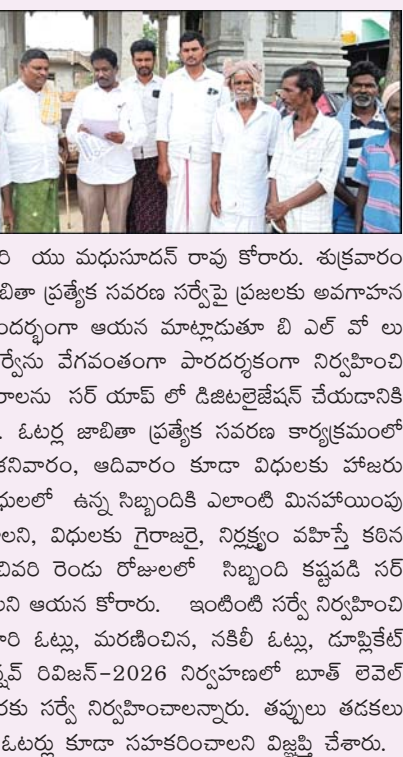 రి యు మధుసూదన్ రావు కోరారు. శుక్రవారం
బితా ప్రత్యేక సవరణ సర్వేపై ప్రజలకు అవగాహన
ందర్భంగా ఆయన మాట్లాడుతూ బి ఎల్ వో లు
ర్వేను వేగవంతంగా పారదర్శకంగా నిర్వహించి
రాలను సర్ యాప్ లో డిజిటలైజేషన్ చేయడానికి
. ఓటర్ల జాబితా ప్రత్యేక సవరణ కార్యక్రమంలో
శనివారం, ఆదివారం కూడా విధులకు హాజరు
ధులలో ఉన్న సిబ్బందికి ఎలాంటి మినహాయింపు
ాలని, విధులకు గైరాజరై, నిర్లక్ష్యం వహిస్తే కఠిన
చివరి రెండు రోజులలో సిబ్బంది కష్టపడి సర్
లని ఆయన కోరారు. ఇంటింటి సర్వే నిర్వహించి
ారి ఓట్లు, మరణించిన, నకిలీ ఓట్లు, డూప్లికేట్
న్సివ్ రివిజన్-2026 నిర్వహణలో బూత్ లెవెల్
రకు సర్వే నిర్వహించాలన్నారు. తప్పులు తడకలు
ఓటర్లు కూడా సహకరించాలని విజ్ఞప్తి చేశారు.